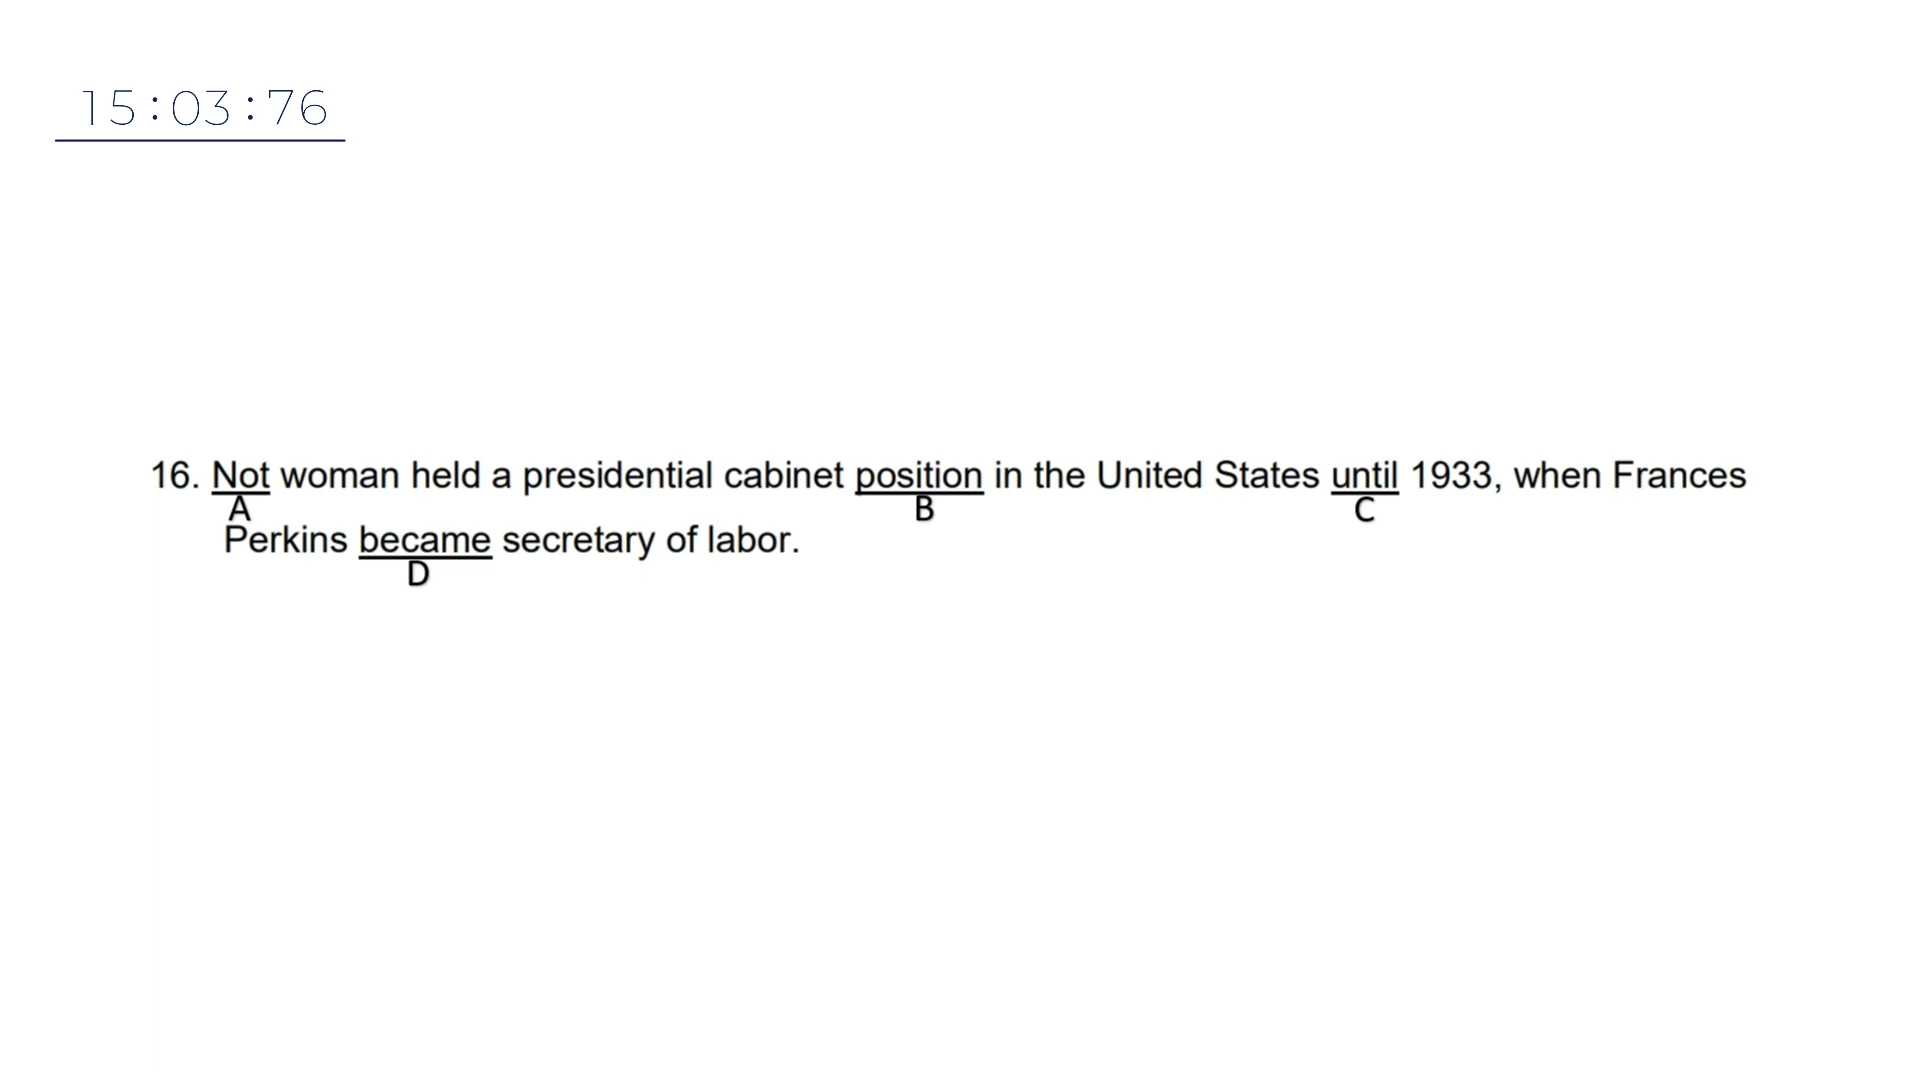 15:03:76
16. Not woman held a presidential cabinet position in the United States until 1933, when Frances
A B C
Perkins became secretary of labor.
D